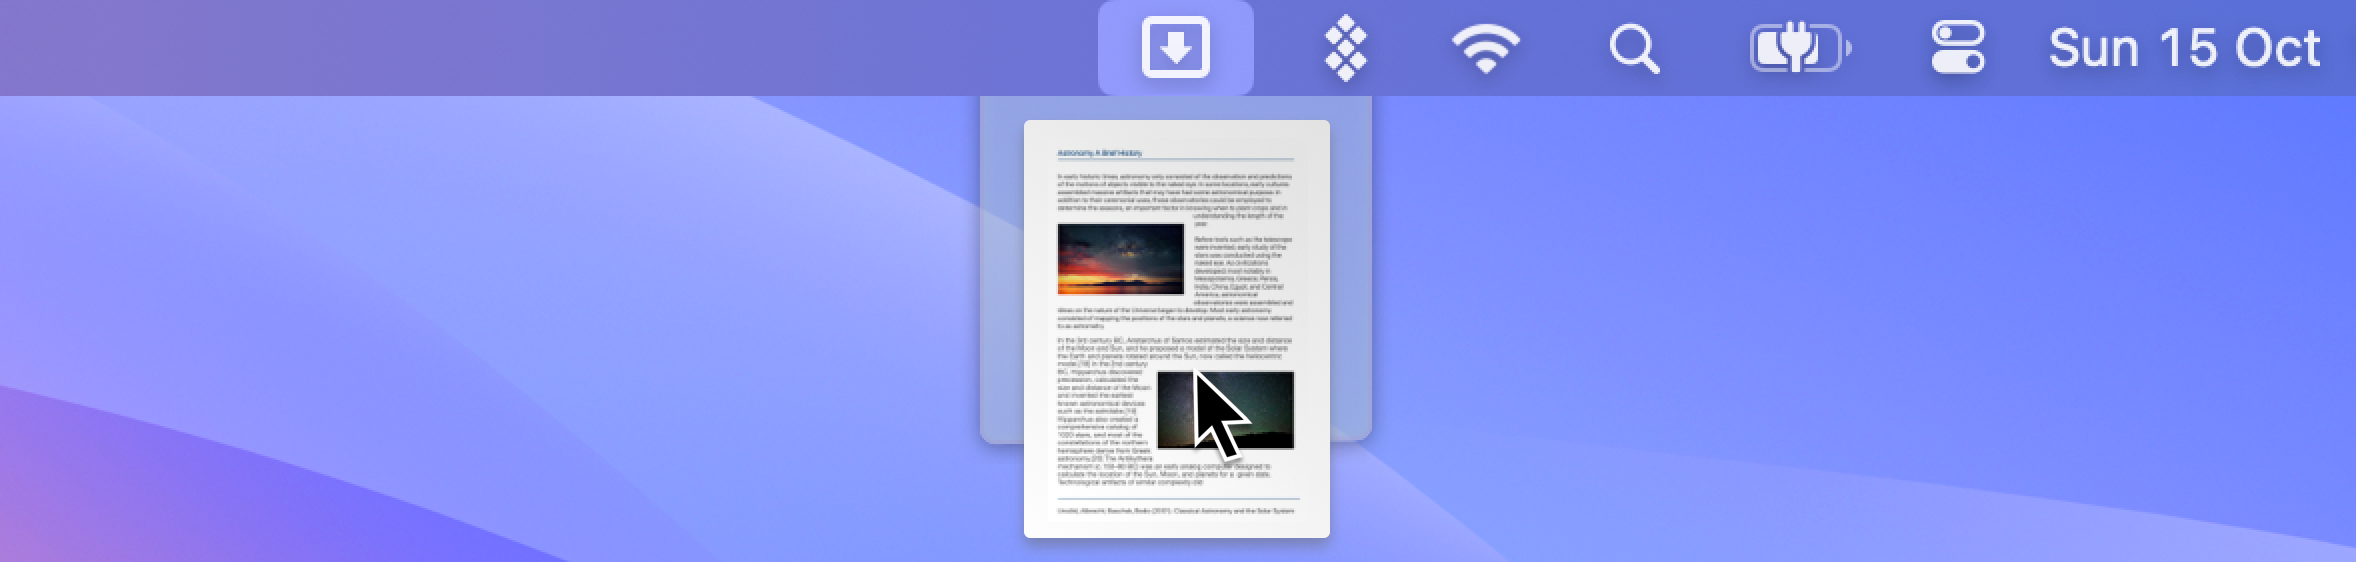 Sun 15 Oct
Astronomy, A Brief History
In early historic times, astronomy only consisted of the observation and predictions
of the motions of objects visible to the naked eye. In some locations, early cultures
assembled massive artifacts that may have had some astronomical purpose. In
addition to their ceremonial uses, these observatories could be employed to
determine the seasons, an important factor in knowing when to plant crops and in
understanding the length of the
year.
Before tools such as the telescope
were invented, early study of the
stars was conducted using the
naked eye. As civilizations
developed, most notably in
Mesopotamia, Greece, Persia,
India, China, Egypt, and Central
America, astronomical
observatories were assembled and
ideas on the nature of the Universe began to develop. Most early astronomy
consisted of mapping the positions of the stars and planets, a science now referred
to as astrometry.
In the 3rd century BC, Aristarchus of Samos estimated the size and distance
of the Moon and Sun, and he proposed a model of the Solar System where
the Earth and planets rotated around the Sun, now called the heliocentric
model.[18] In the 2nd century
BC, Hipparchus discovered
precession, calculated the
size and distance of the Moon
and invented the earliest
known astronomical devices
such as the astrolabe.[19]
Hipparchus also created a
comprehensive catalog of
1020 stars, and most of the
constellations of the northern
hemisphere derive from Greek
astronomy.[20] The Antikythera
mechanism (c. 150–80 BC) was an early analog computer designed to
calculate the location of the Sun, Moon, and planets for a given date.
Technological artifacts of similar complexity did
Unsöld, Albrecht; Baschek, Bodo (2001). Classical Astronomy and the Solar System